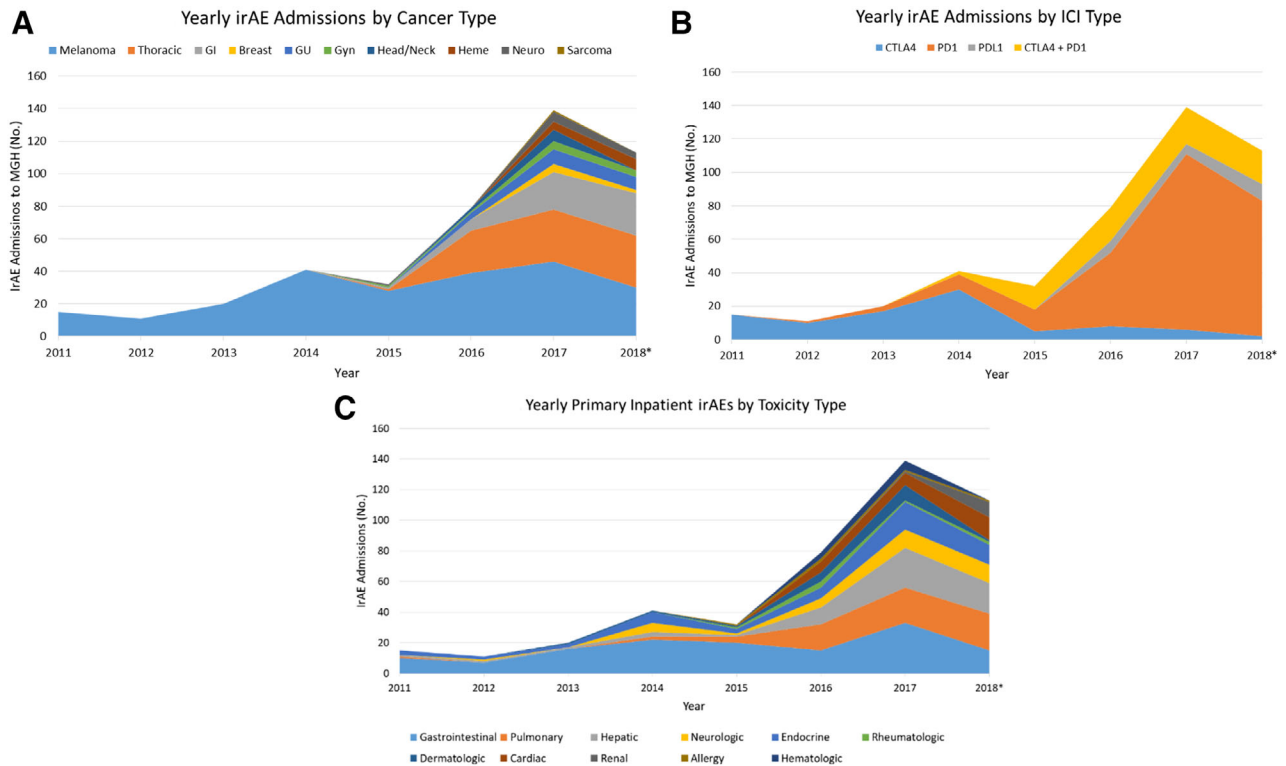 A
Yearly irAE Admissions by Cancer Type
Melanoma Thoracic GI Breast GU Gyn Head/Neck Heme Neuro Sarcoma
IrAE Admissinos to MGH (No.)
160
140
120
100
80
60
40
20
0
2011 2012 2013 2014 2015 2016 2017 2018*
Year
B
Yearly irAE Admissions by ICI Type
CTLA4 PD1 PDL1 CTLA4 + PD1
IrAE Admissions to MGH (No.)
160
140
120
100
80
60
40
20
0
2011 2012 2013 2014 2015 2016 2017 2018*
Year
C
Yearly Primary Inpatient irAEs by Toxicity Type
IrAE Admissions (No.)
160
140
120
100
80
60
40
20
0
2011 2012 2013 2014 2015 2016 2017 2018*
Year
Gastrointestinal Pulmonary Hepatic Neurologic Endocrine Rheumatologic
Dermatologic Cardiac Renal Allergy Hematologic